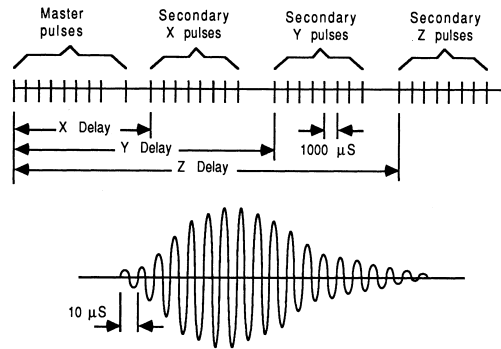 Master pulses
Secondary X pulses
Secondary Y pulses
Secondary Z pulses
X Delay
Y Delay
1000 µS
Z Delay
10 µS